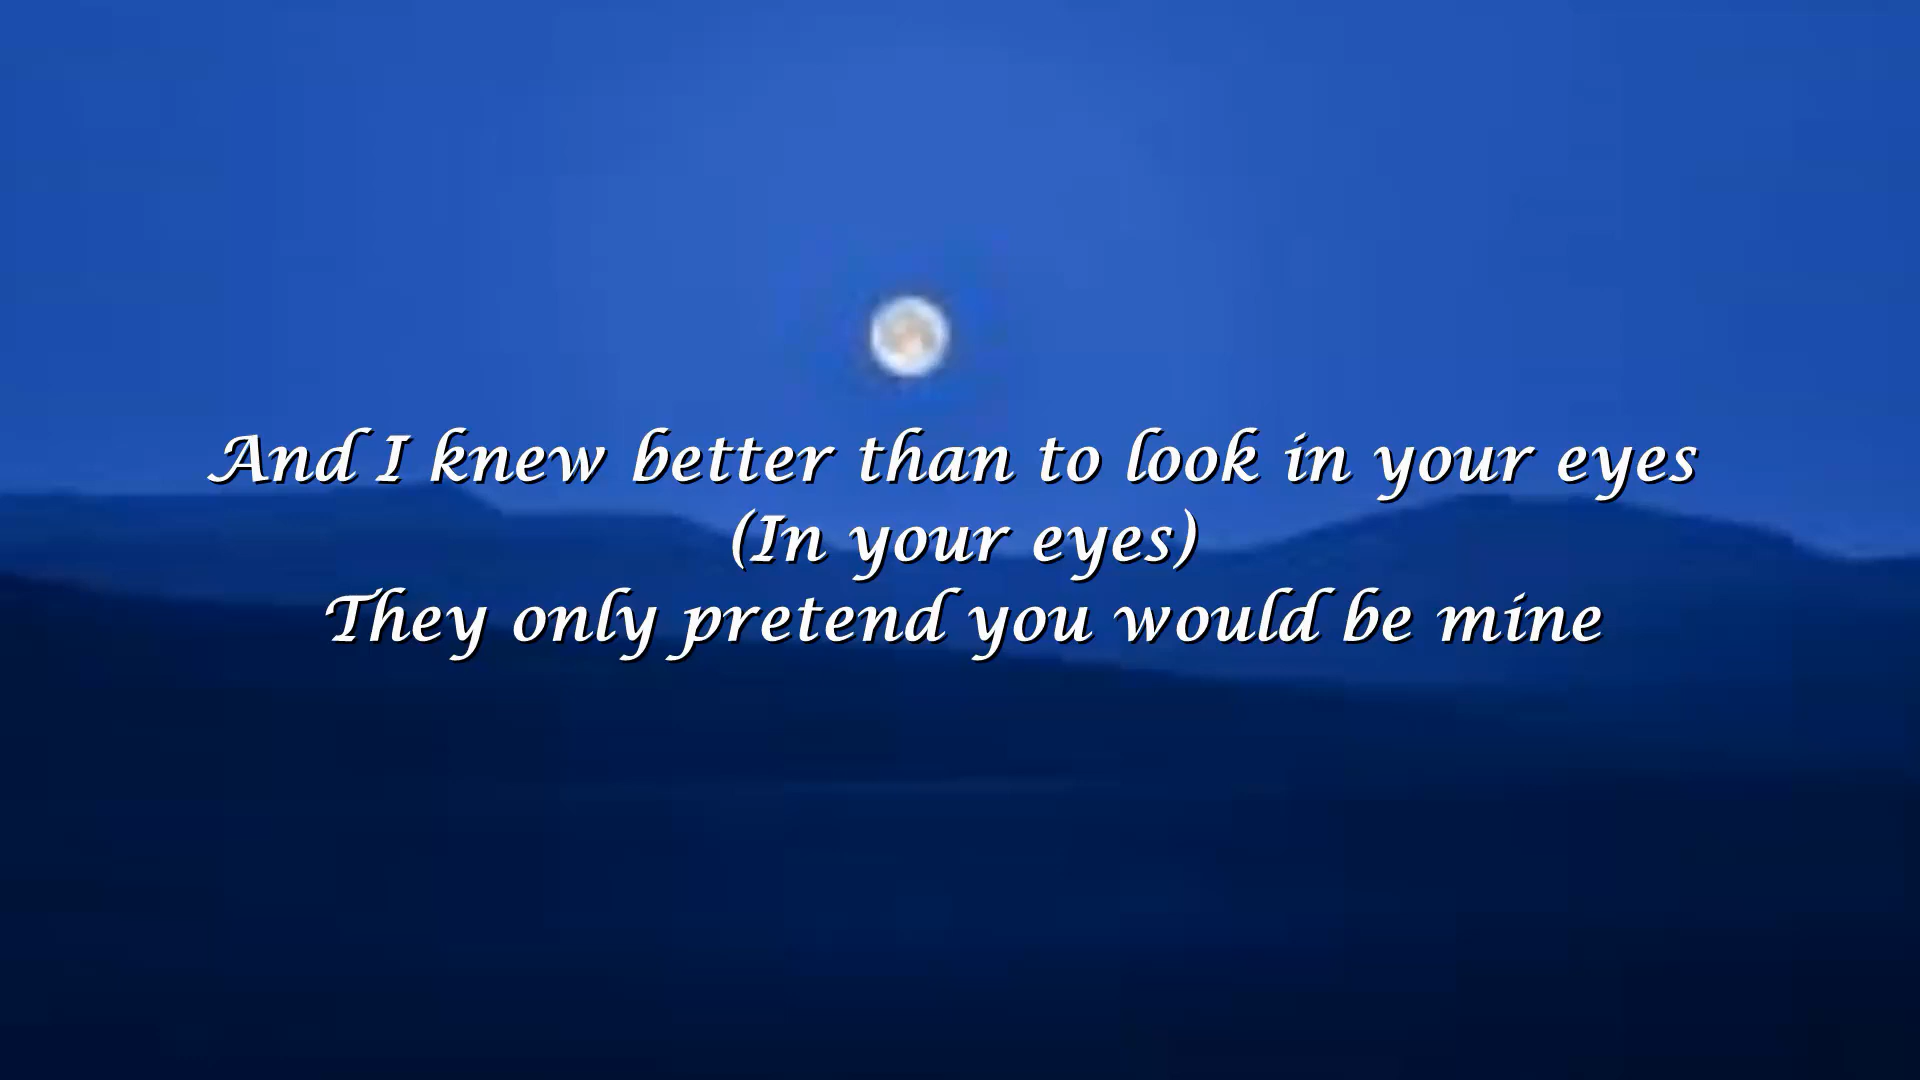 And I knew better than to look in your eyes
(In your eyes)
They only pretend you would be mine